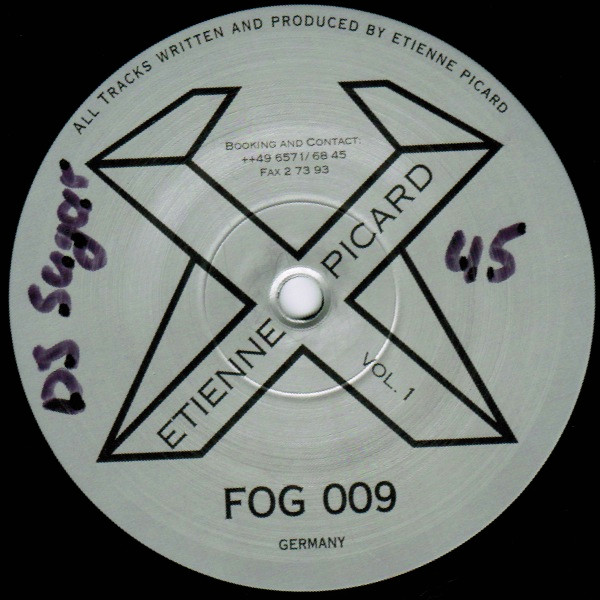 ALL TRACKS WRITTEN AND PRODUCED BY ETIENNE PICARD
BOOKING AND CONTACT:
++49 6571/ 68 45
FAX 2 73 93
ETIENNE PICARD
VOL. 1
DJ Sugar
45
FOG 009
GERMANY